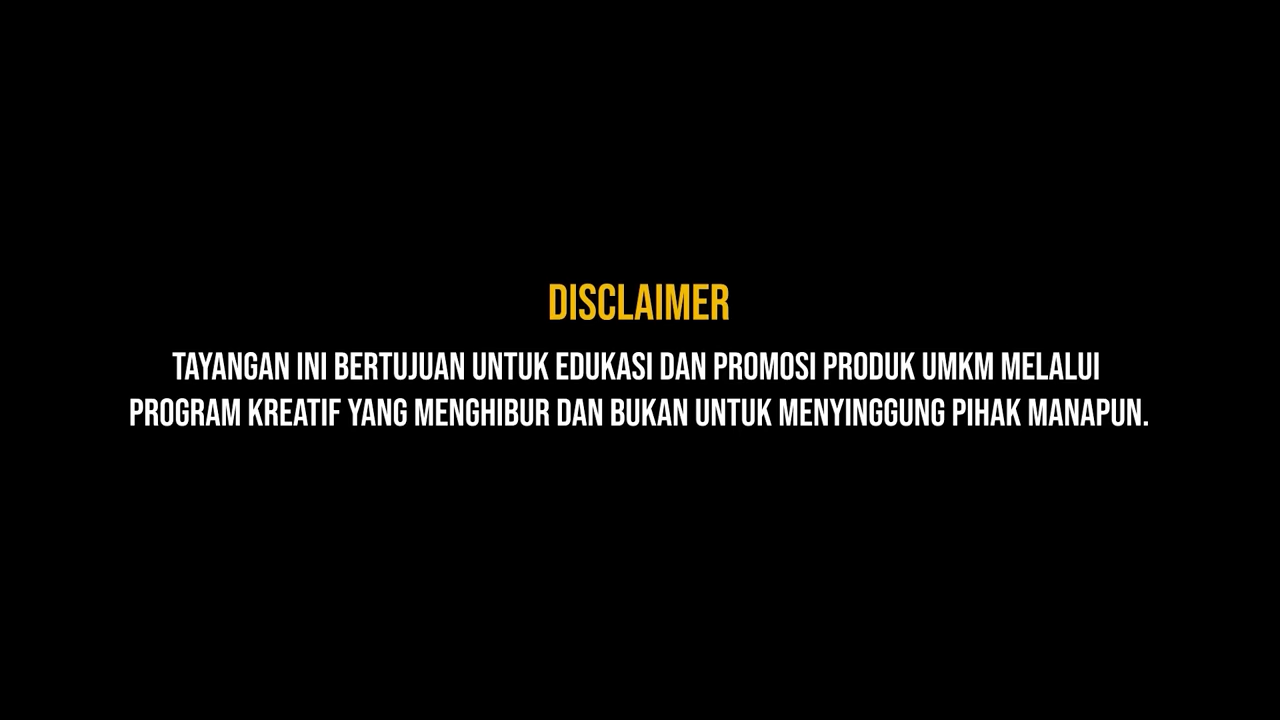 DISCLAIMER
TAYANGAN INI BERTUJUAN UNTUK EDUKASI DAN PROMOSI PRODUK UMKM MELALUI
PROGRAM KREATIF YANG MENGHIBUR DAN BUKAN UNTUK MENYINGGUNG PIHAK MANAPUN.